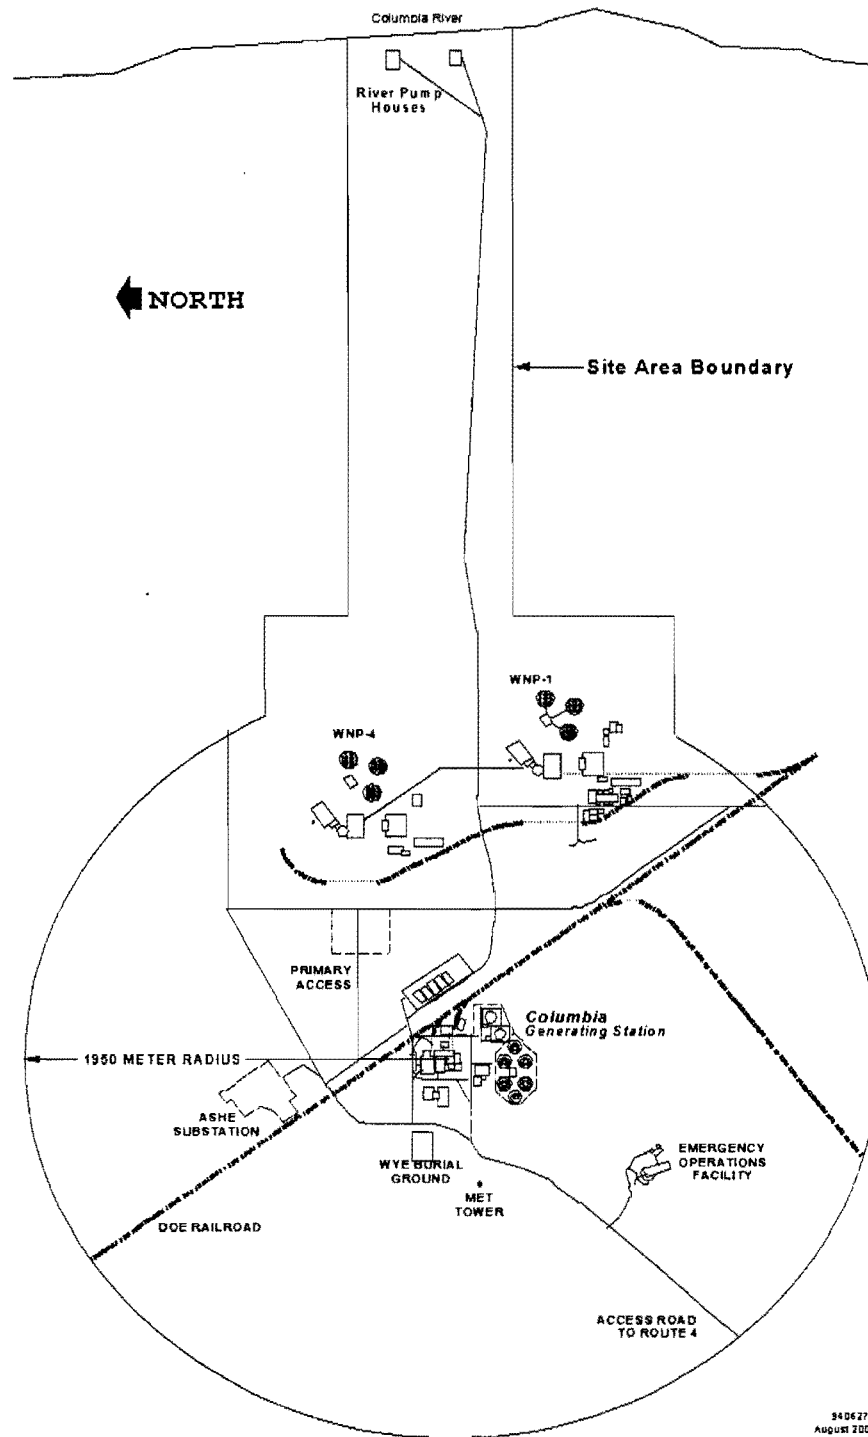 Columbia River
River Pump
Houses
NORTH
Site Area Boundary
WNP-1
WNP-4
PRIMARY
ACCESS
Columbia
Generating Station
1950 METER RADIUS
ASHE
SUBSTATION
WYE BURIAL
GROUND
EMERGENCY
OPERATIONS
FACILITY
MET
TOWER
DOE RAILROAD
ACCESS ROAD
TO ROUTE 4
940627
August